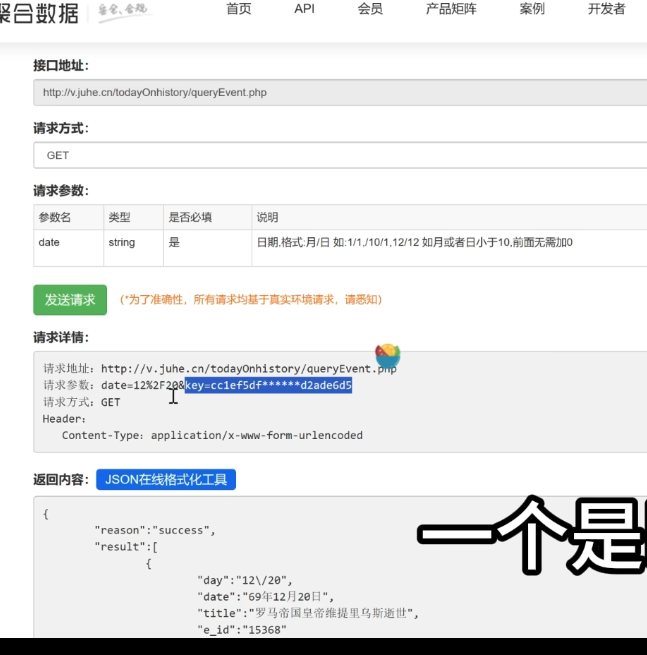 聚合数据
首页 API 会员 产品矩阵 案例 开发者
接口地址：
http://v.juhe.cn/todayOnhistory/queryEvent.php
请求方式：
GET
请求参数：
参数名 类型 是否必填 说明
date string 是 日期,格式:月/日 如:1/1,/10/1,12/12 如月或者日小于10,前面无需加0
发送请求 (*为了准确性，所有请求均基于真实环境请求，请悉知)
请求详情：
请求地址：http://v.juhe.cn/todayOnhistory/queryEvent.php
请求参数：date=12%2F20&key=cc1ef5df******d2ade6d5
请求方式：GET
Header：
Content-Type：application/x-www-form-urlencoded
返回内容： JSON在线格式化工具
{
"reason":"success",
"result":[
{
"day":"12\/20",
"date":"69年12月20日",
"title":"罗马帝国皇帝维提里乌斯逝世",
"e_id":"15368"
一个是